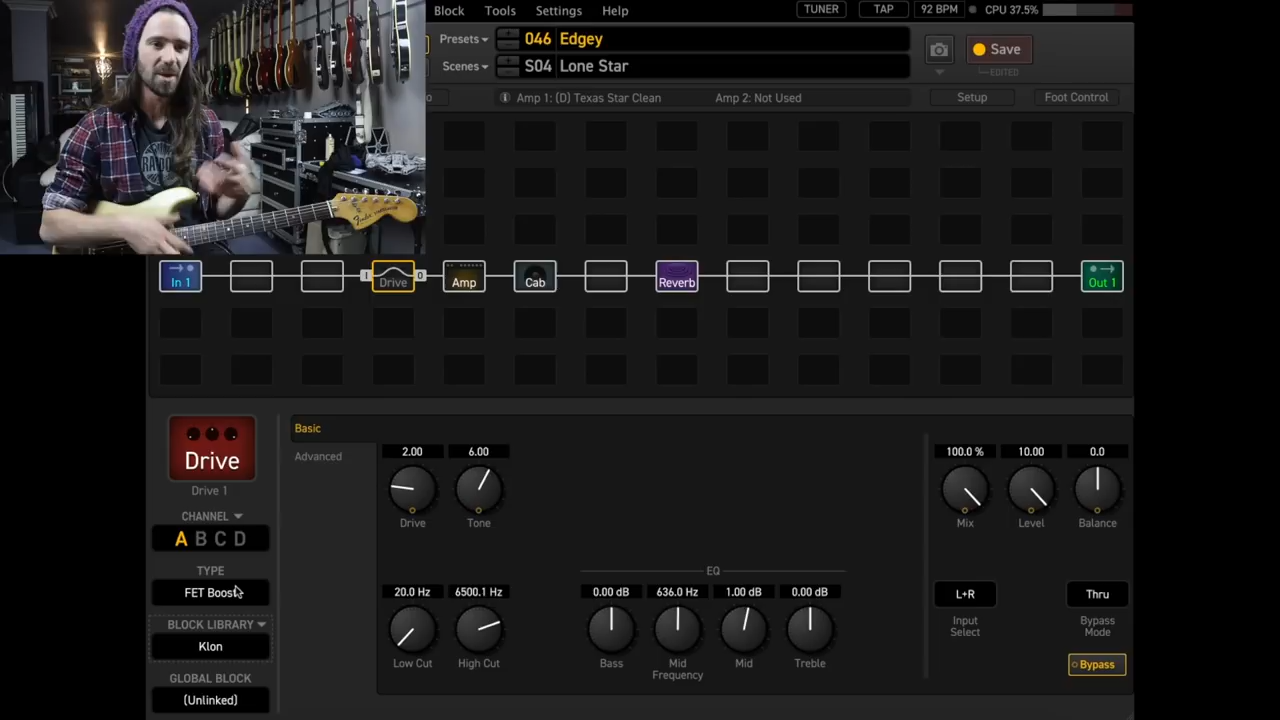 Block Tools Settings Help TUNER TAP 92 BPM CPU 37.5%
Presets 046 Edgey Save
EDITED
Scenes S04 Lone Star
Amp 1: (D) Texas Star Clean Amp 2: Not Used Setup Foot Control
In 1 I Drive O Amp Cab Reverb Out 1
Drive
Drive 1
CHANNEL
A B C D
TYPE
FET Boost
BLOCK LIBRARY
Klon
GLOBAL BLOCK
(Unlinked)
Basic
Advanced
2.00 6.00
Drive Tone
20.0 Hz 6500.1 Hz
Low Cut High Cut
EQ
0.00 dB 636.0 Hz 1.00 dB 0.00 dB
Bass Mid Frequency Mid Treble
100.0 % 10.00 0.0
Mix Level Balance
L+R Thru
Input Select Bypass Mode
Bypass